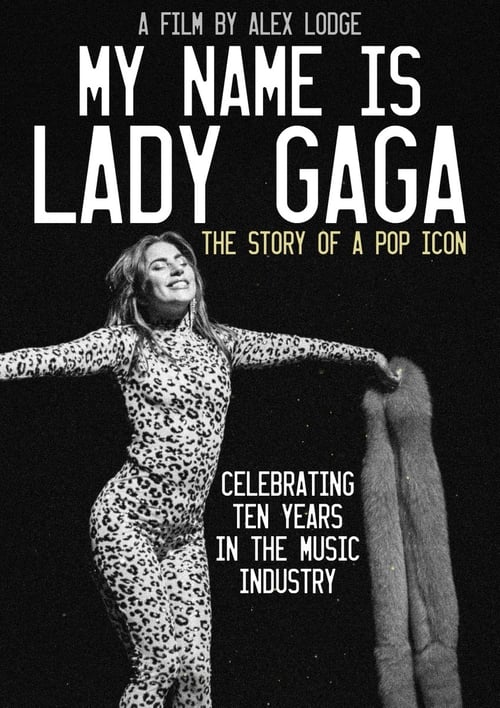 A FILM BY ALEX LODGE
MY NAME IS
LADY GAGA
THE STORY OF A POP ICON
CELEBRATING
TEN YEARS
IN THE MUSIC
INDUSTRY